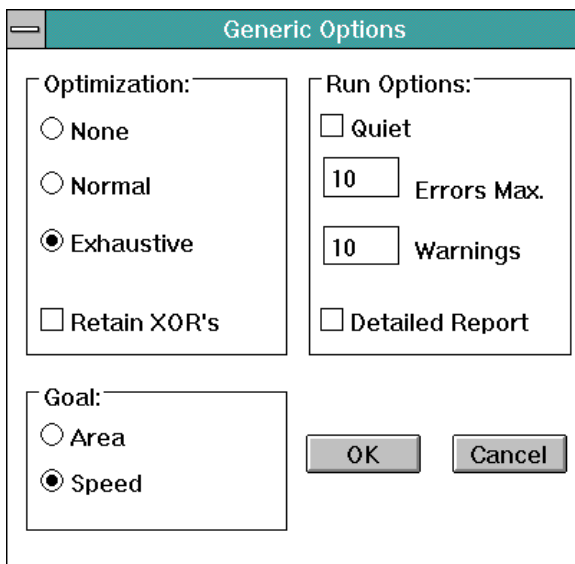 Generic Options
Optimization:
None
Normal
Exhaustive
Retain XOR's
Run Options:
Quiet
10 Errors Max.
10 Warnings
Detailed Report
Goal:
Area
Speed
OK
Cancel